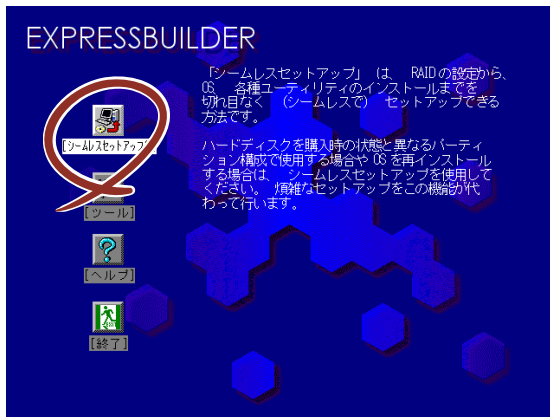 EXPRESSBUILDER
「シームレスセットアップ」 は、 RAIDの設定から、
OS、各種ユーティリティのインストールまでを
切れ目なく (シームレスで) セットアップできる
方法です。
ハードディスクを購入時の状態と異なるパーティ
ション構成で使用する場合や OS を再インストール
する場合は、 シームレスセットアップを使用して
ください。 煩雑なセットアップをこの機能が代
わって行います。
[シームレスセットアップ]
[ツール]
[ヘルプ]
[終了]